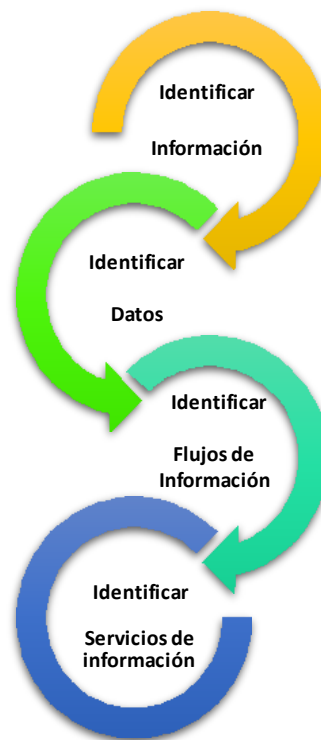 Identificar
Información
Identificar
Datos
Identificar
Flujos de
Información
Identificar
Servicios de
información